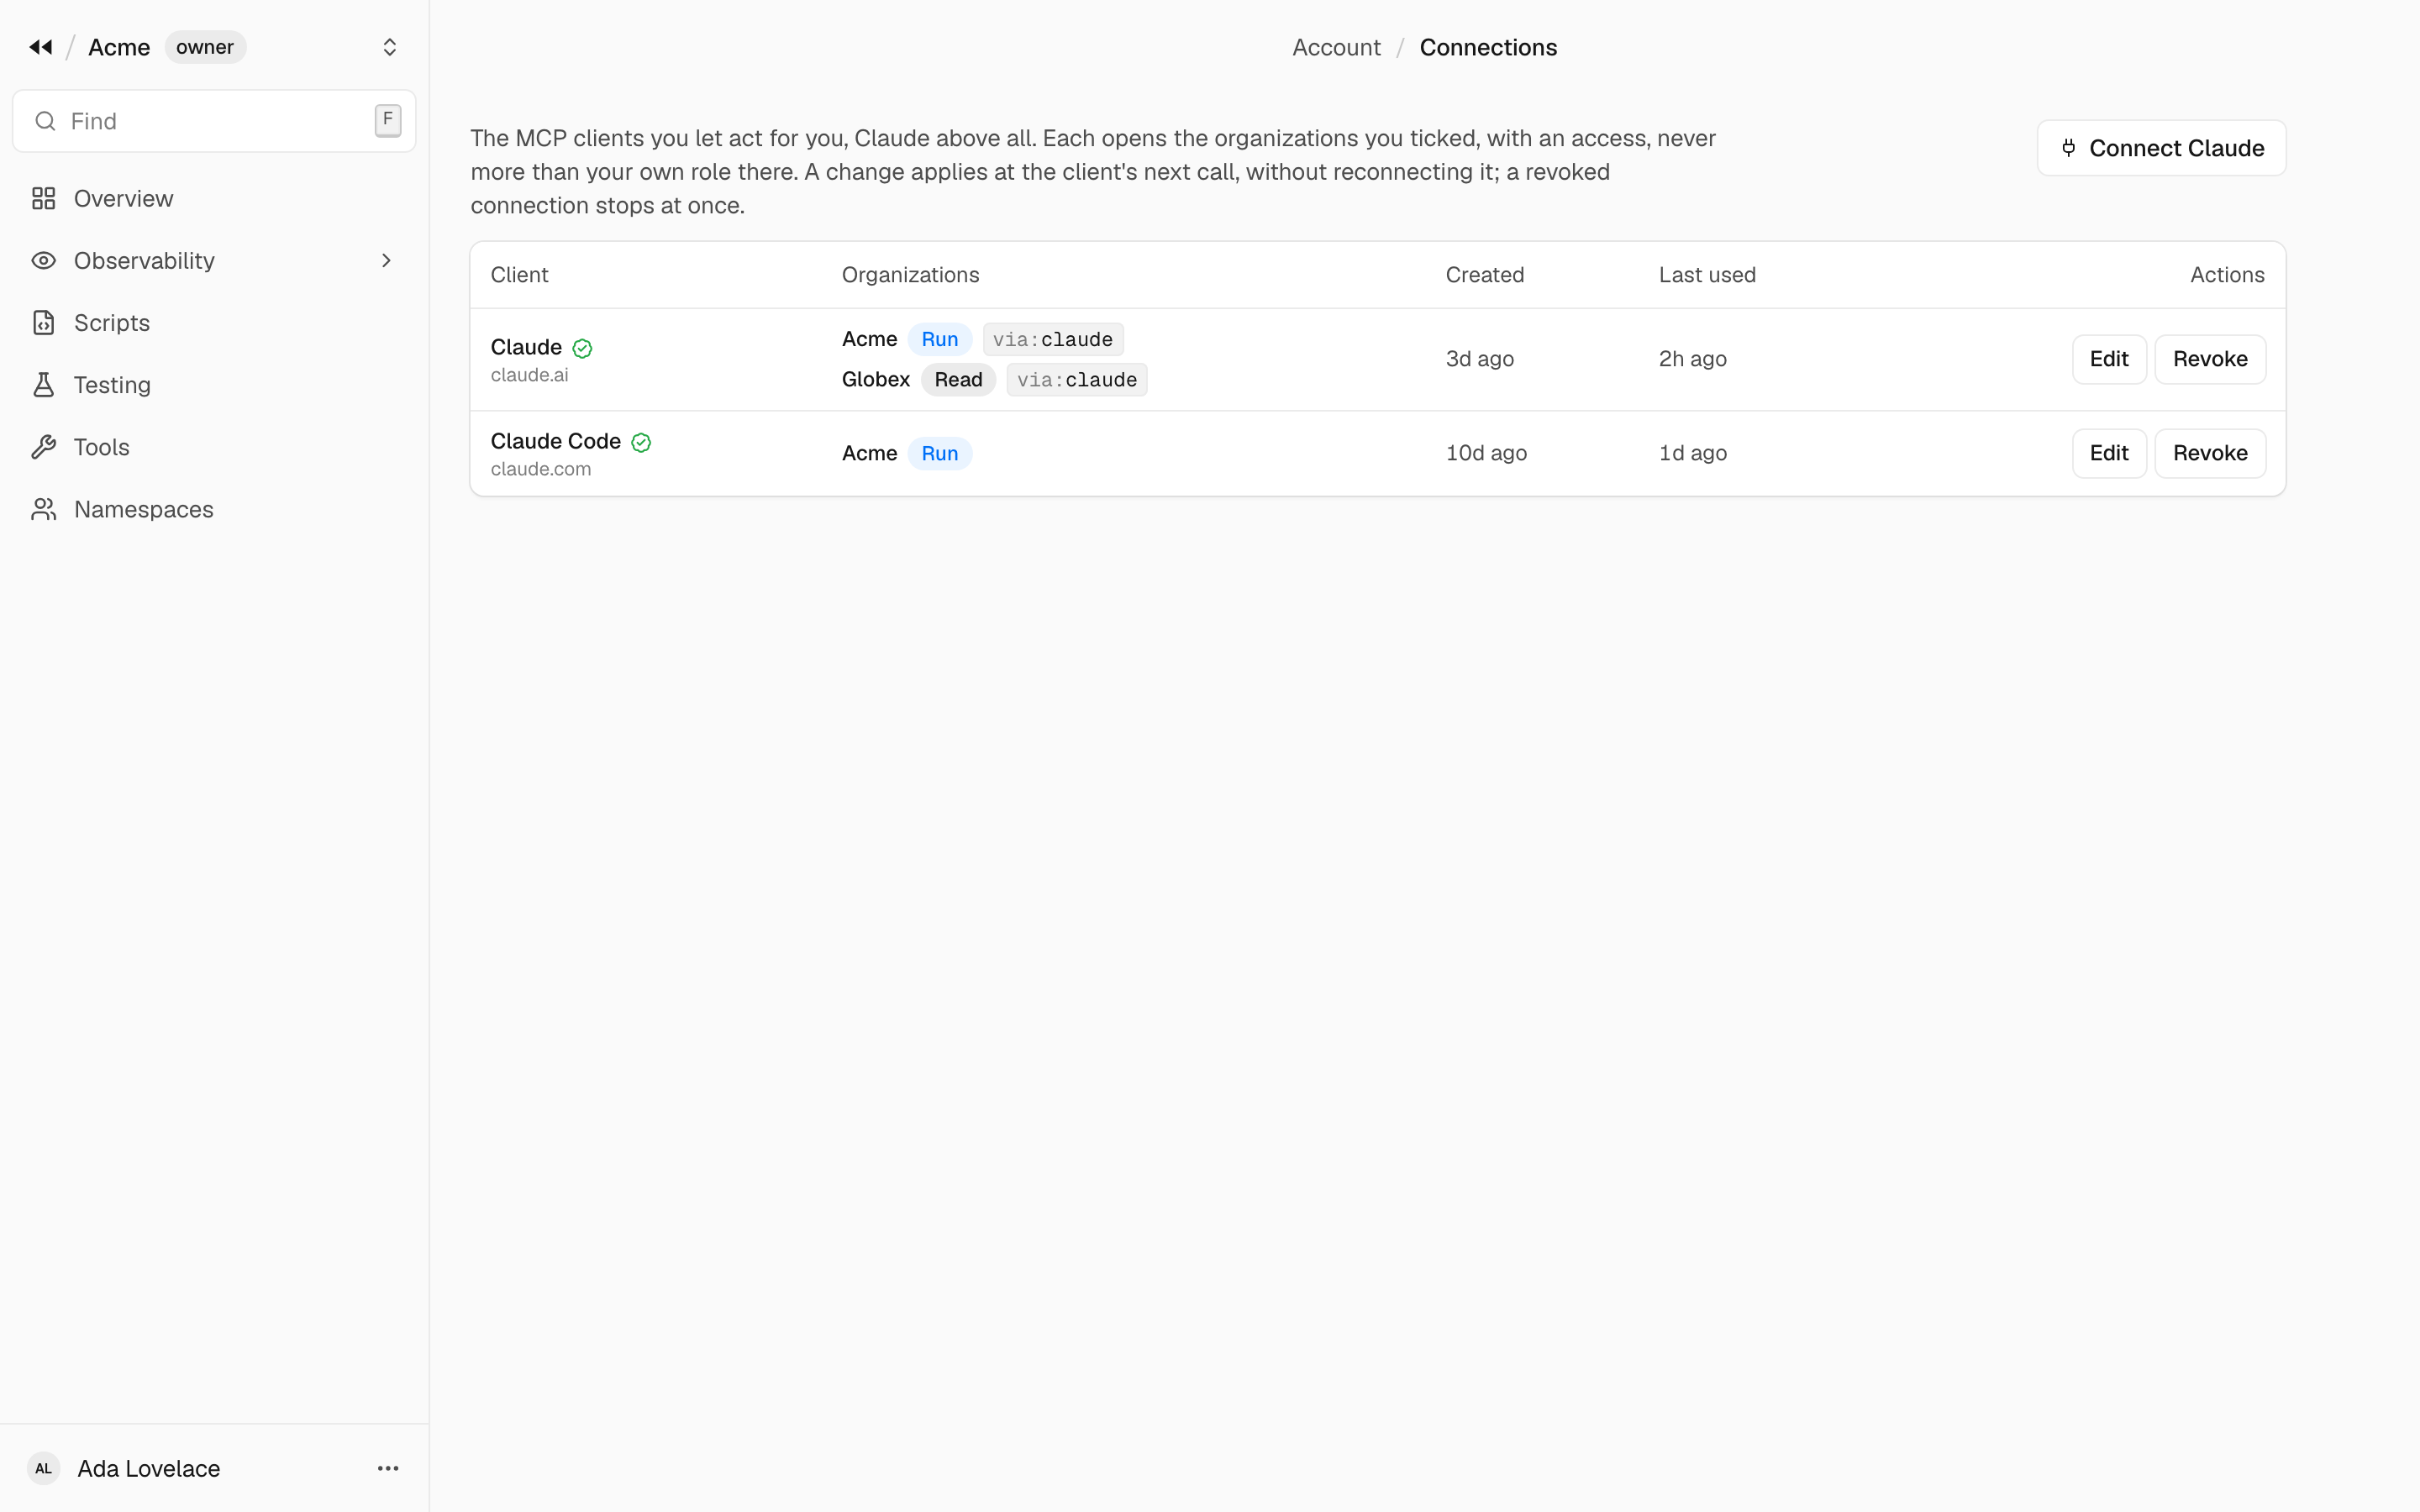 / Acme owner
Find F
Overview
Observability
Scripts
Testing
Tools
Namespaces
AL Ada Lovelace
Account / Connections
The MCP clients you let act for you, Claude above all. Each opens the organizations you ticked, with an access, never
more than your own role there. A change applies at the client's next call, without reconnecting it; a revoked
connection stops at once.
Connect Claude
Client Organizations Created Last used Actions
Claude
claude.ai
Acme Run via:claude
Globex Read via:claude
3d ago 2h ago Edit Revoke
Claude Code
claude.com
Acme Run 10d ago 1d ago Edit Revoke